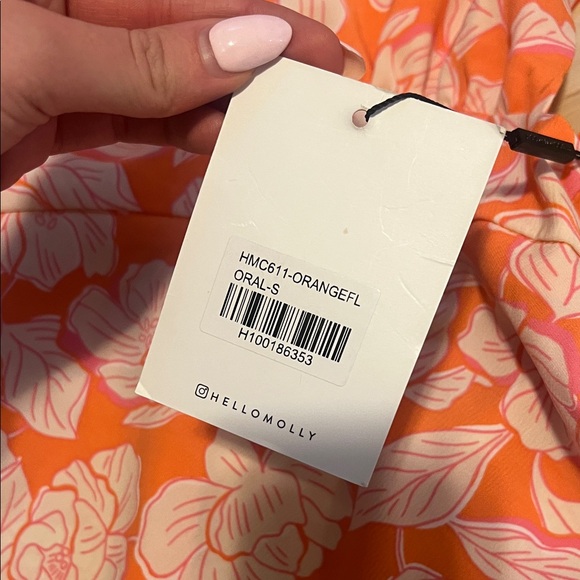 HMC611-ORANGEFL
ORAL-S
H100186353
HELLOMOLLY